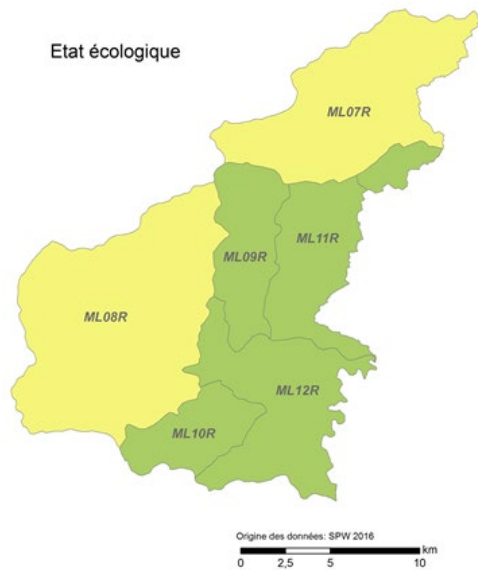 Etat écologique
ML07R
ML11R
ML09R
ML08R
ML12R
ML10R
Origine des données: SPW 2016
km
0 2,5 5 10